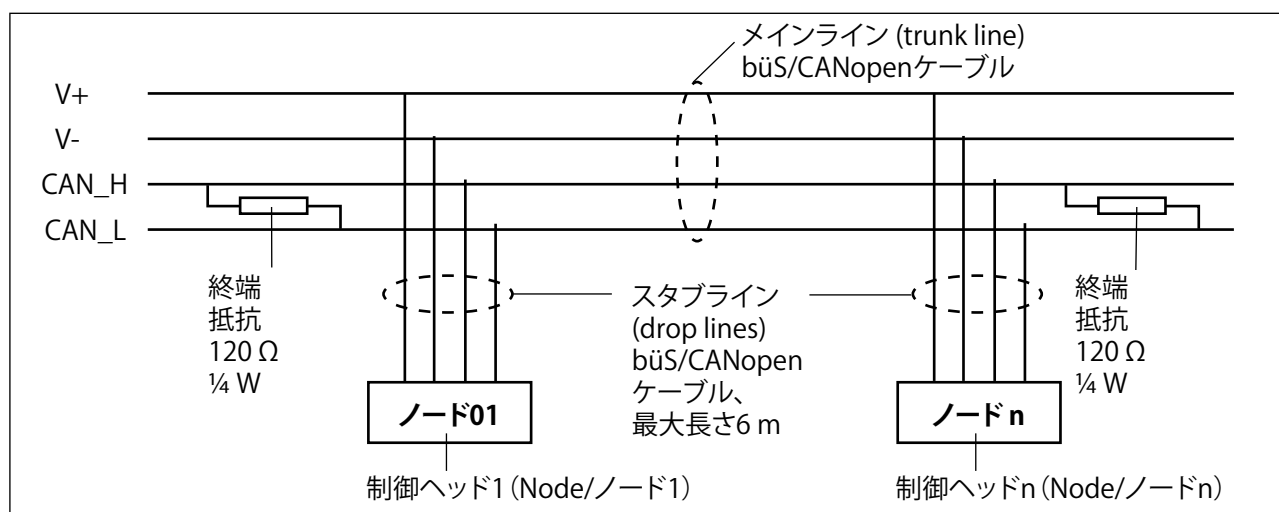 メインライン (trunk line)
büS/CANopenケーブル
V+
V-
CAN_H
CAN_L
終端
抵抗
120 Ω
¼ W
スタブライン
(drop lines)
büS/CANopen
ケーブル、
最大長さ6 m
終端
抵抗
120 Ω
¼ W
ノード01
ノード n
制御ヘッド1（Node/ノード1）
制御ヘッドn（Node/ノードn）